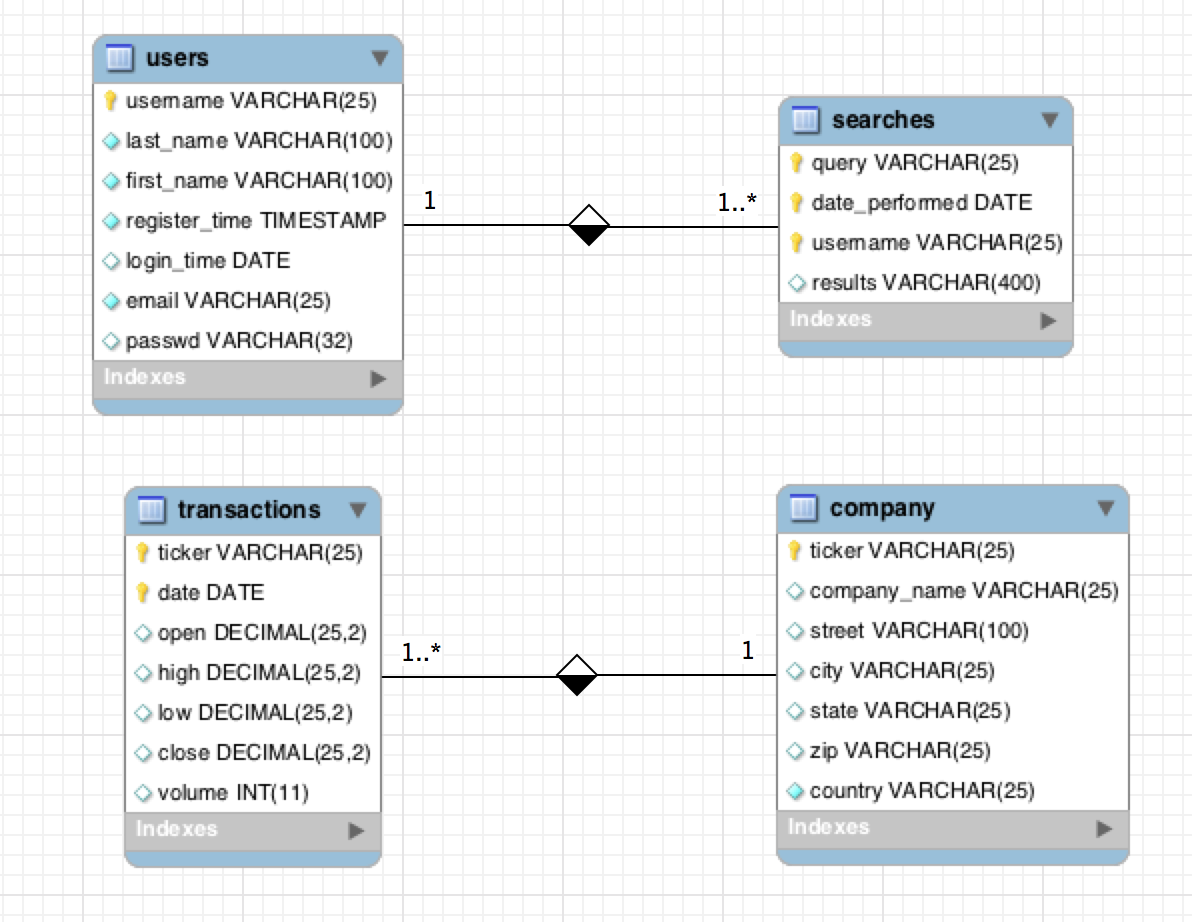 users
username VARCHAR(25)
last_name VARCHAR(100)
first_name VARCHAR(100)
register_time TIMESTAMP
login_time DATE
email VARCHAR(25)
passwd VARCHAR(32)
Indexes
1
1..*
searches
query VARCHAR(25)
date_performed DATE
username VARCHAR(25)
results VARCHAR(400)
Indexes
transactions
ticker VARCHAR(25)
date DATE
open DECIMAL(25,2)
high DECIMAL(25,2)
low DECIMAL(25,2)
close DECIMAL(25,2)
volume INT(11)
Indexes
1..*
1
company
ticker VARCHAR(25)
company_name VARCHAR(25)
street VARCHAR(100)
city VARCHAR(25)
state VARCHAR(25)
zip VARCHAR(25)
country VARCHAR(25)
Indexes